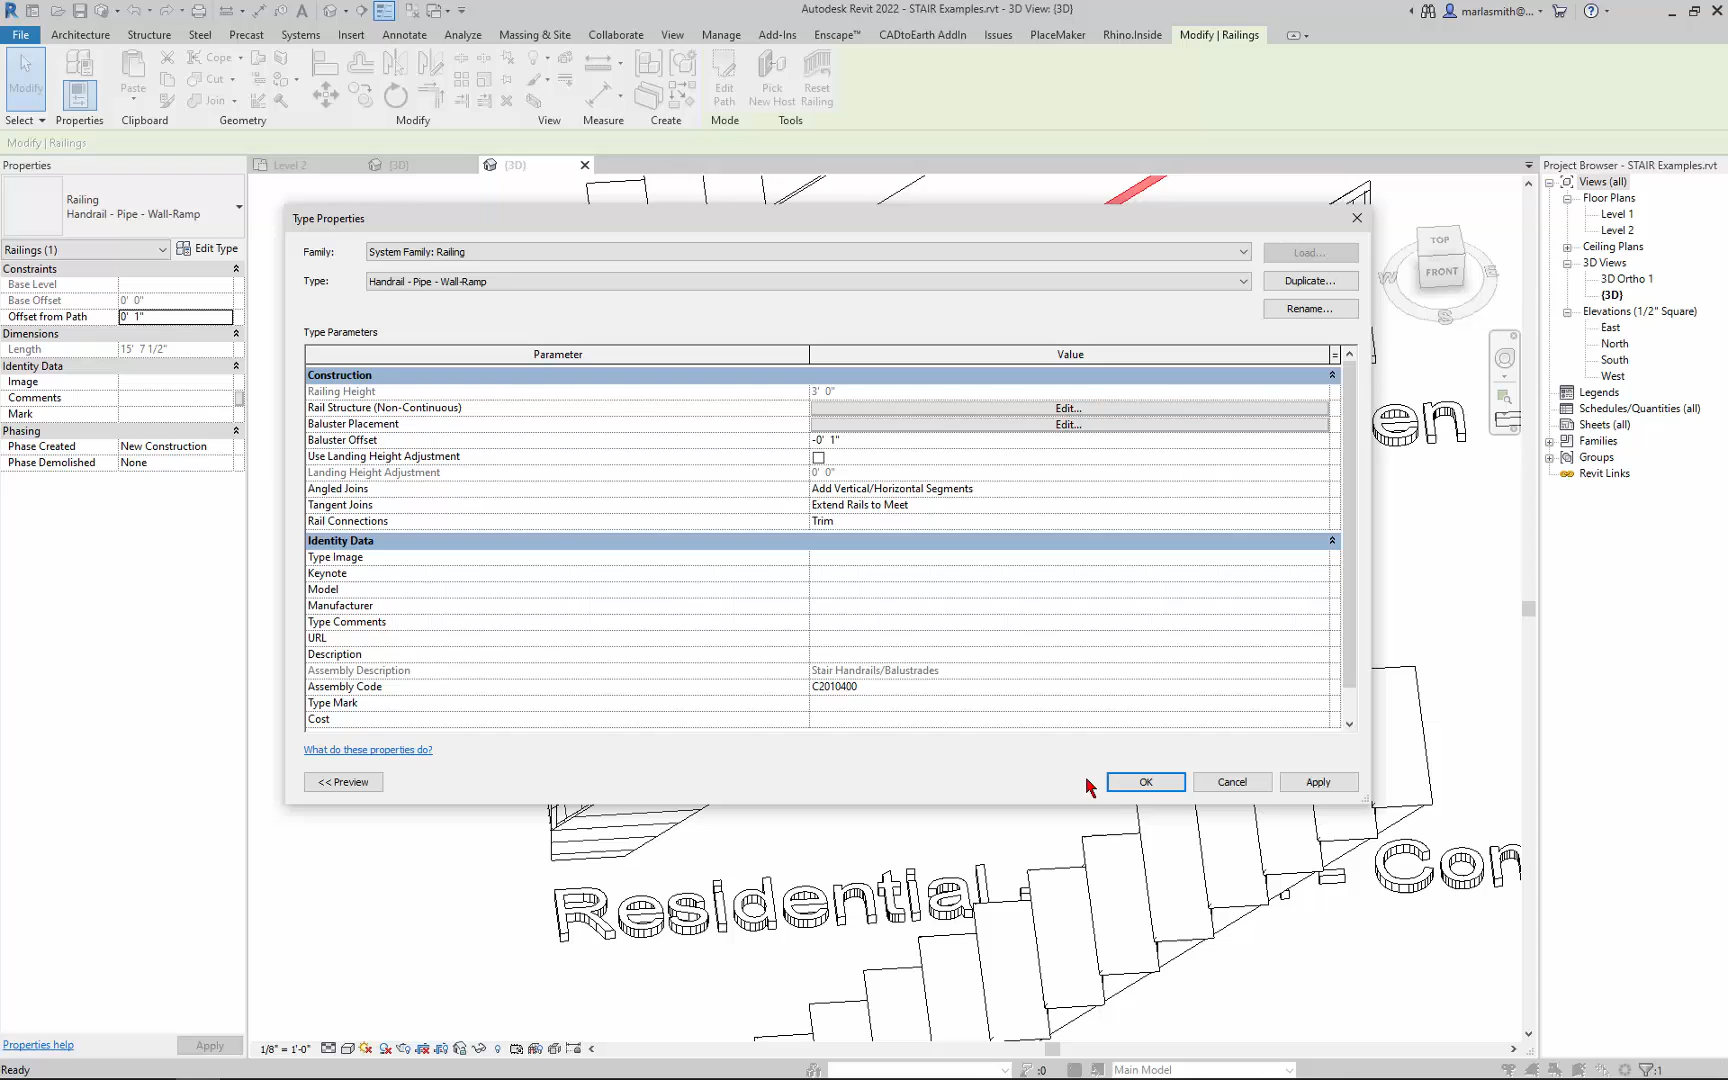 Autodesk Revit 2022 - STAIR Examples.rvt - 3D View: {3D}
marlasmith@...
File Architecture Structure Steel Precast Systems Insert Annotate Analyze Massing & Site Collaborate View Manage Add-Ins Enscape™ CADtoEarth AddIn Issues PlaceMaker Rhino.Inside Modify | Railings
Modify
Paste
Cope
Cut
Join
Edit Path
Pick New Host
Reset Railing
Select Properties Clipboard Geometry Modify View Measure Create Mode Tools
Modify | Railings
Properties
Railing
Handrail - Pipe - Wall-Ramp
Railings (1)
Edit Type
Constraints
Base Level
Base Offset 0' 0"
Offset from Path 0' 1"
Dimensions
Length 15' 7 1/2"
Identity Data
Image
Comments
Mark
Phasing
Phase Created New Construction
Phase Demolished None
Properties help
Apply
Level 2
{3D}
{3D}
Type Properties
Family: System Family: Railing
Load...
Type: Handrail - Pipe - Wall-Ramp
Duplicate...
Rename...
Type Parameters
Parameter Value =
Construction
Railing Height 3' 0"
Rail Structure (Non-Continuous) Edit...
Baluster Placement Edit...
Baluster Offset -0' 1"
Use Landing Height Adjustment
Landing Height Adjustment 0' 0"
Angled Joins Add Vertical/Horizontal Segments
Tangent Joins Extend Rails to Meet
Rail Connections Trim
Identity Data
Type Image
Keynote
Model
Manufacturer
Type Comments
URL
Description
Assembly Description Stair Handrails/Balustrades
Assembly Code C2010400
Type Mark
Cost
What do these properties do?
<< Preview
OK
Cancel
Apply
en
Residential
Con
TOP
FRONT
W
S
E
Project Browser - STAIR Examples.rvt
Views (all)
Floor Plans
Level 1
Level 2
Ceiling Plans
3D Views
3D Ortho 1
{3D}
Elevations (1/2" Square)
East
North
South
West
Legends
Schedules/Quantities (all)
Sheets (all)
Families
Groups
Revit Links
1/8" = 1'-0"
Ready
:0
Main Model
:1